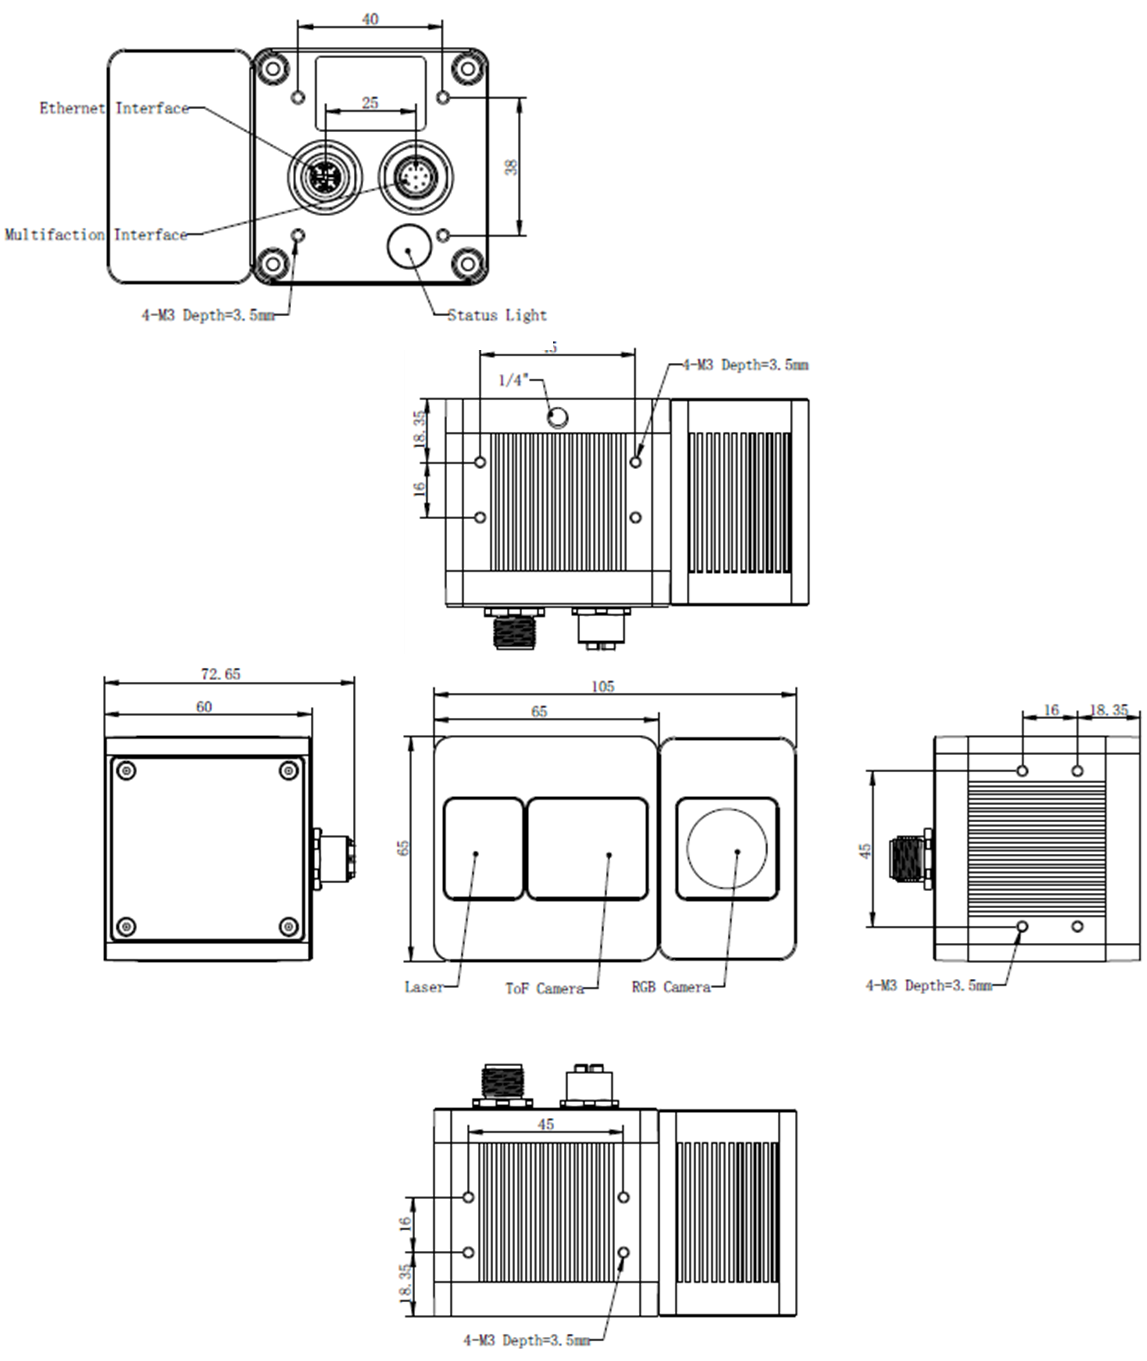 40
Ethernet Interface
25
38
Multifaction Interface
4-M3 Depth=3.5mm
Status Light
4-M3 Depth=3.5mm
1/4"
18.35
16
72.65
60
105
65
16
18.35
65
45
Laser
ToF Camera
RGB Camera
4-M3 Depth=3.5mm
45
16
18.35
4-M3 Depth=3.5mm